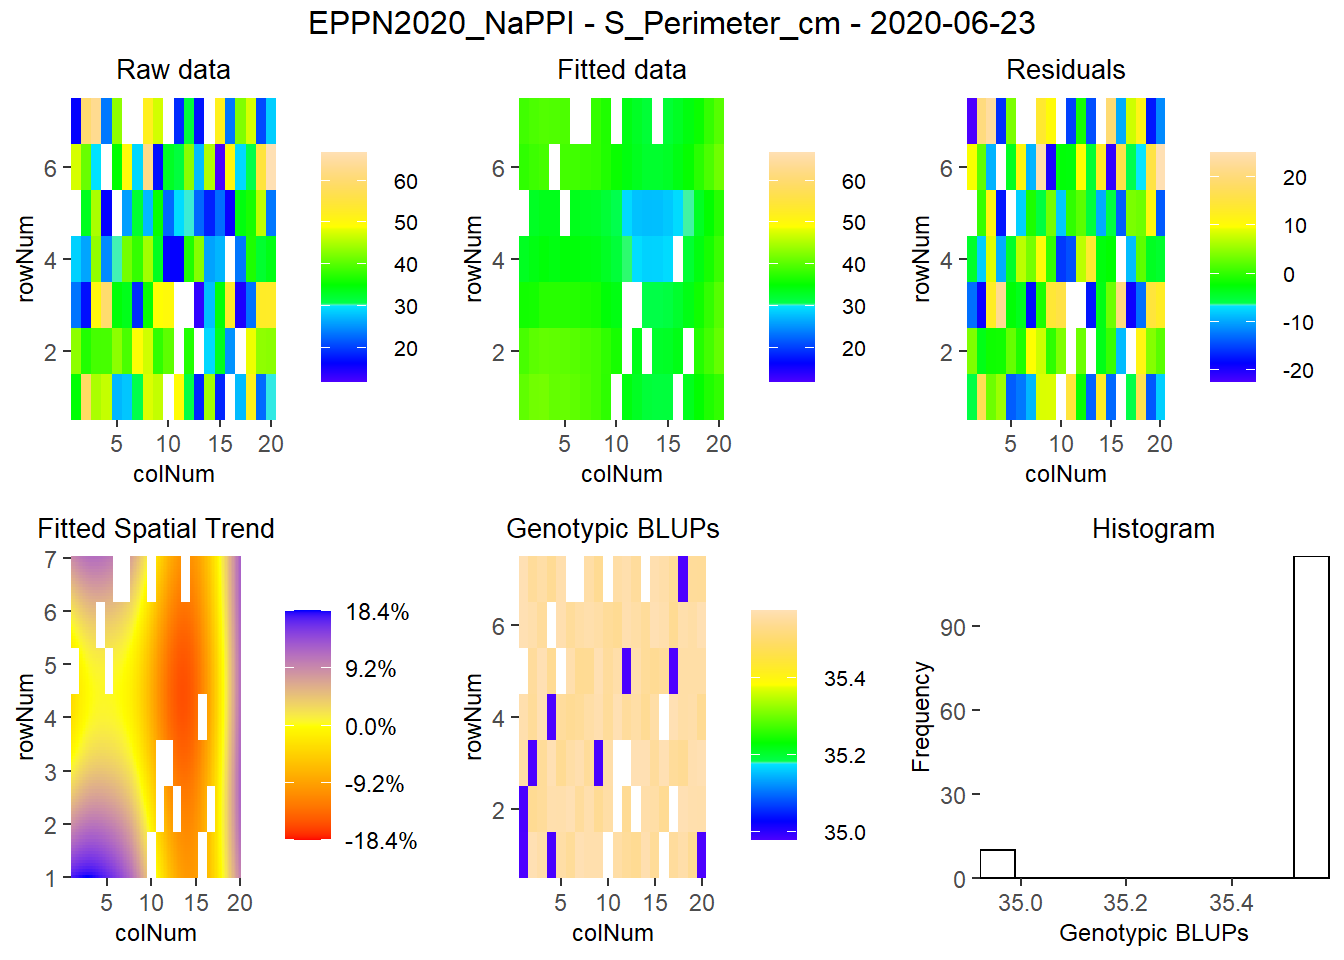 EPPN2020_NaPPI - S_Perimeter_cm - 2020-06-23
Raw data
Fitted data
Residuals
rowNum
6
4
2
5 10 15 20
colNum
60
50
40
30
20
rowNum
6
4
2
5 10 15 20
colNum
60
50
40
30
20
rowNum
6
4
2
5 10 15 20
colNum
20
10
0
-10
-20
Fitted Spatial Trend
Genotypic BLUPs
Histogram
rowNum
7
6
5
4
3
2
1
5 10 15 20
colNum
18.4%
9.2%
0.0%
-9.2%
-18.4%
rowNum
6
4
2
5 10 15 20
colNum
35.4
35.2
35.0
Frequency
90
60
30
0
35.0 35.2 35.4
Genotypic BLUPs